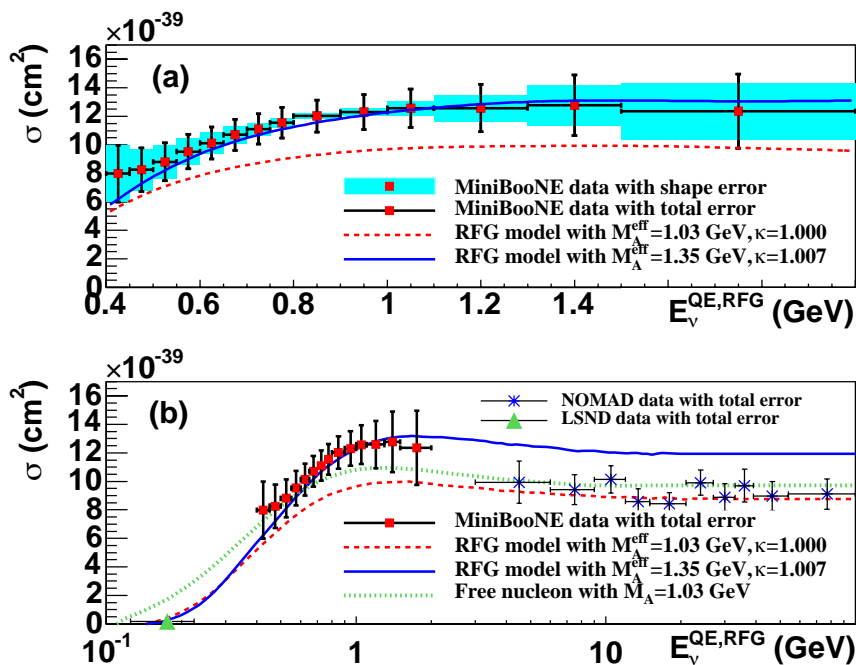 ×10⁻³⁹
16
14
12
10
8
6
4
2
0
σ (cm²)
(a)
MiniBooNE data with shape error
MiniBooNE data with total error
RFG model with M_A^eff=1.03 GeV,κ=1.000
RFG model with M_A^eff=1.35 GeV,κ=1.007
0.4 0.6 0.8 1 1.2 1.4
E_ν^QE,RFG (GeV)
×10⁻³⁹
16
14
12
10
8
6
4
2
0
σ (cm²)
(b)
NOMAD data with total error
LSND data with total error
MiniBooNE data with total error
RFG model with M_A^eff=1.03 GeV,κ=1.000
RFG model with M_A^eff=1.35 GeV,κ=1.007
Free nucleon with M_A=1.03 GeV
10⁻¹ 1 10
E_ν^QE,RFG (GeV)